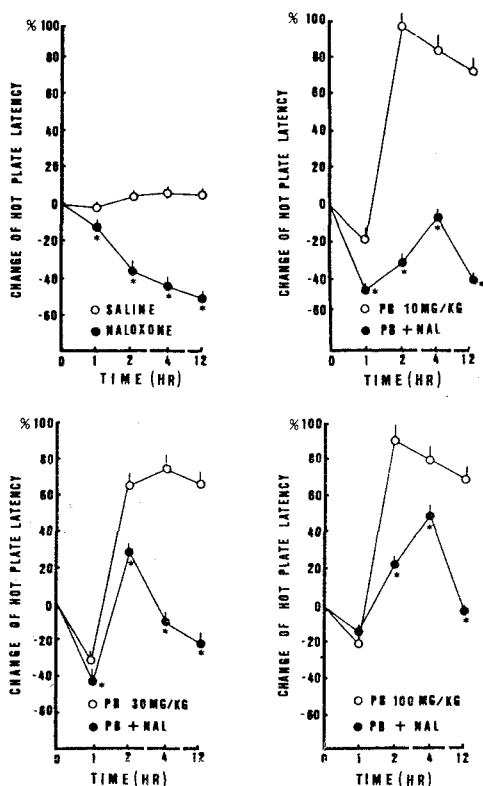 % 100
80
60
40
20
0
-20
-40
-60
CHANGE OF HOT PLATE LATENCY
SALINE
NALOXONE
0 1 2 4 12
TIME (HR)
% 100
80
60
40
20
0
-20
-40
-60
CHANGE OF HOT PLATE LATENCY
PB 10MG/KG
PB + NAL
0 1 2 4 12
TIME (HR)
% 100
80
60
40
20
0
-20
-40
-60
CHANGE OF HOT PLATE LATENCY
PB 30MG/KG
PB + NAL
0 1 2 4 12
TIME (HR)
% 100
80
60
40
20
0
-20
-40
-60
CHANGE OF HOT PLATE LATENCY
PB 100MG/KG
PB + NAL
0 1 2 4 12
TIME (HR)